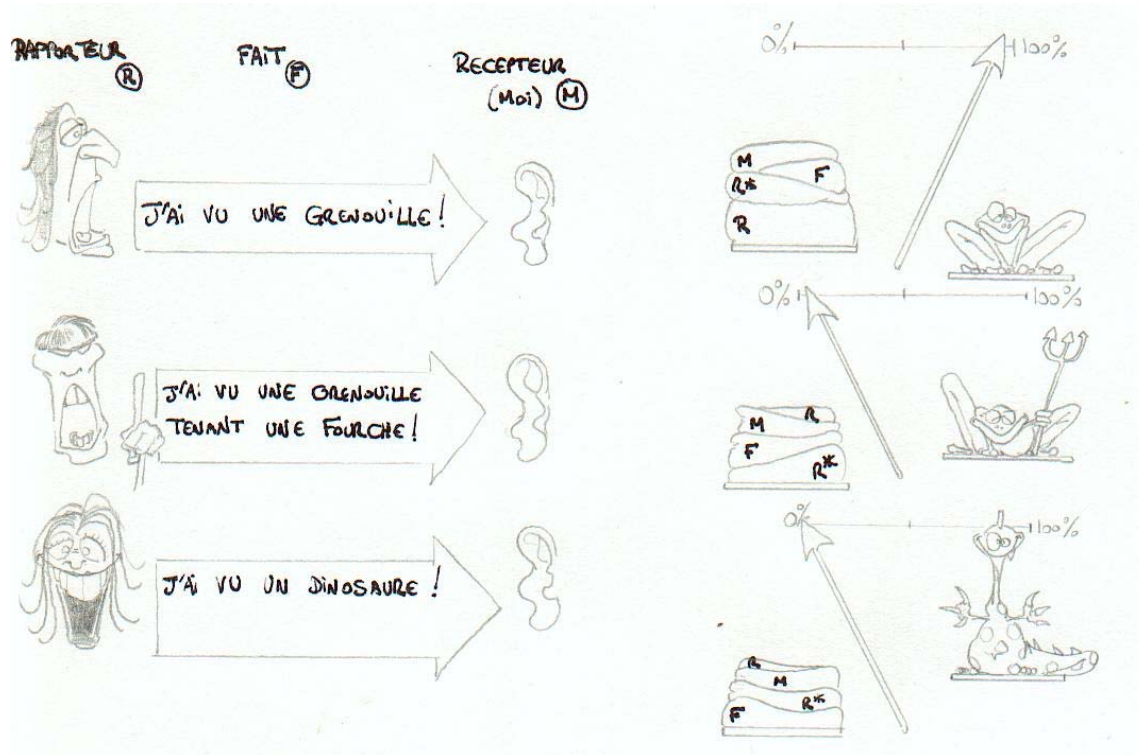 RAPPORTEUR
R
FAIT
F
RECEPTEUR
(MOI) M
J'AI VU UNE GRENOUILLE!
0% 100%
M
F
R*
R
J'AI VU UNE GRENOUILLE
TENANT UNE FOURCHE!
0% 100%
R
M
F
R*
J'AI VU UN DINOSAURE!
0% 100%
R
M
R*
F